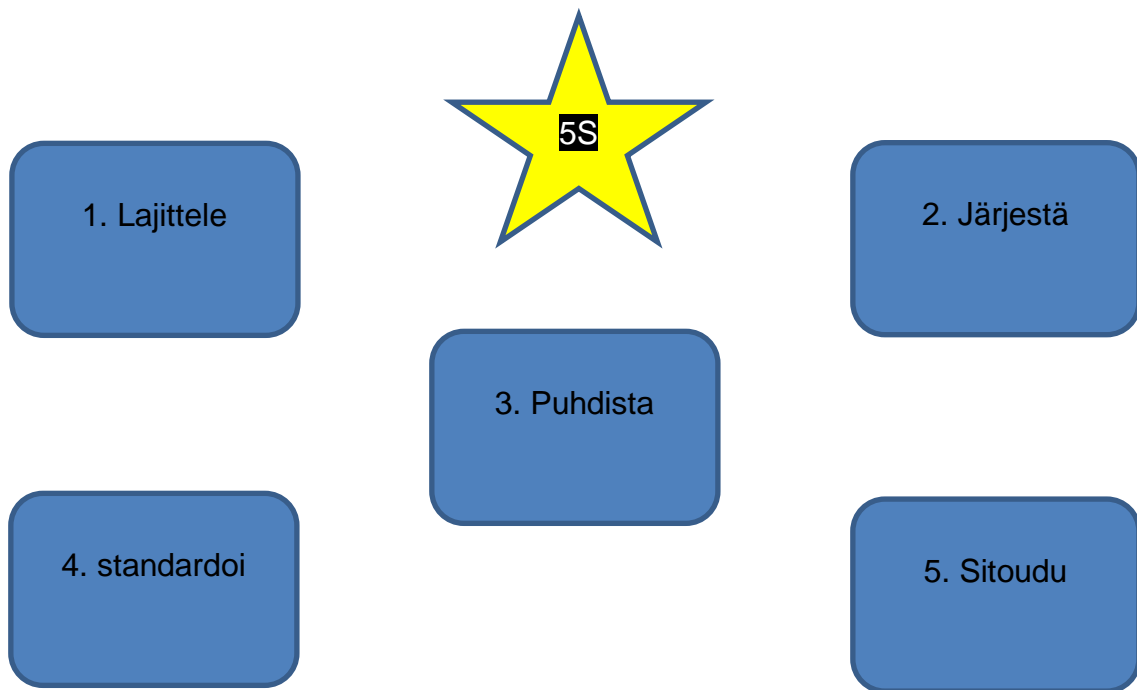 5S
1. Lajittele
2. Järjestä
3. Puhdista
4. standardoi
5. Sitoudu